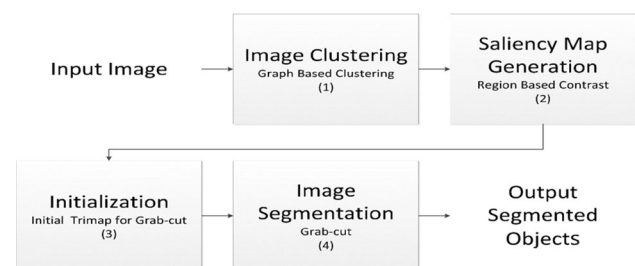 Input Image
Image Clustering
Graph Based Clustering
(1)
Saliency Map
Generation
Region Based Contrast
(2)
Initialization
Initial Trimap for Grab-cut
(3)
Image
Segmentation
Grab-cut
(4)
Output
Segmented
Objects